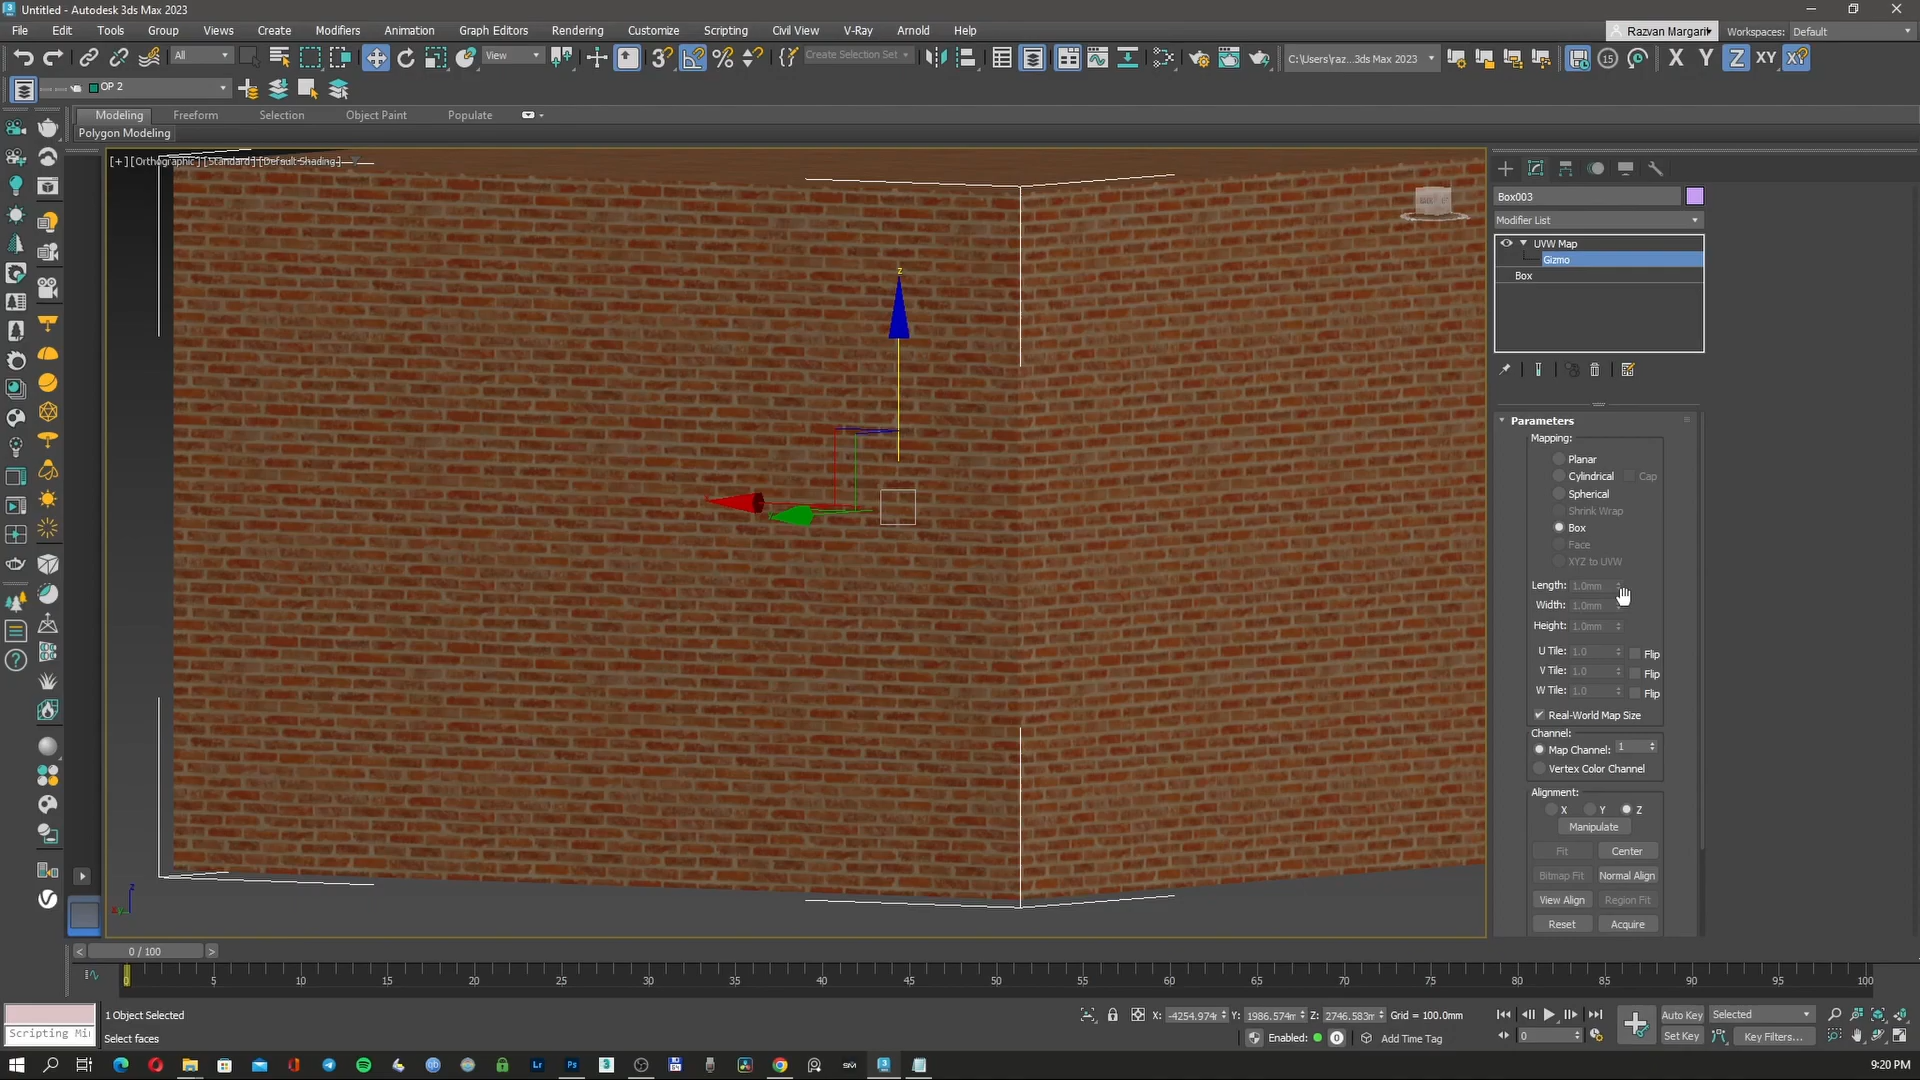 Untitled - Autodesk 3ds Max 2023
File Edit Tools Group Views Create Modifiers Animation Graph Editors Rendering Customize Scripting Civil View V-Ray Arnold Help
Razvan Margarit Workspaces: Default
All View Create Selection Set C:\Users\raz...3ds Max 2023 15 X Y Z XY
OP 2
Modeling Freeform Selection Object Paint Populate
Polygon Modeling
[+][Orthographic][Standard][Default Shading]
Box003
Modifier List
UVW Map
Gizmo
Box
z
Parameters
Mapping:
Planar
Cylindrical Cap
Spherical
Shrink Wrap
Box
Face
XYZ to UVW
Length: 1.0mm
Width: 1.0mm
Height: 1.0mm
U Tile: 1.0 Flip
V Tile: 1.0 Flip
W Tile: 1.0 Flip
Real-World Map Size
Channel:
Map Channel: 1
Vertex Color Channel
Alignment:
X Y Z
Manipulate
Fit Center
Bitmap Fit Normal Align
View Align Region Fit
Reset Acquire
0 / 100
0 5 10 15 20 25 30 35 40 45 50 55 60 65 70 75 80 85 90 95 100
1 Object Selected X: -4254.974r Y: 1986.574m Z: 2746.583m Grid = 100.0mm Auto Key Selected
Scripting Mi Select faces Enabled: 0 Add Time Tag 0 Set Key Key Filters...
9:20 PM